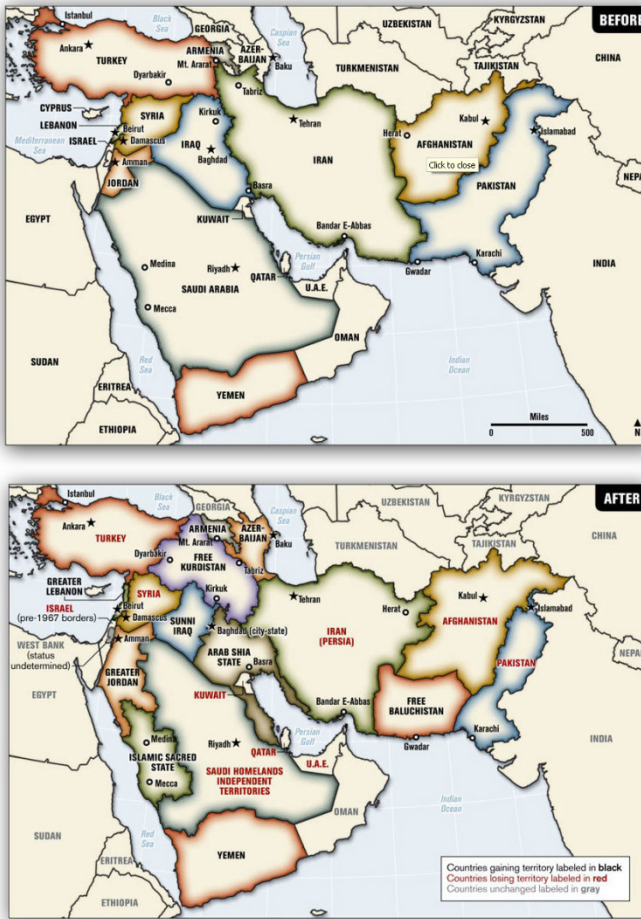 BEFORE
Istanbul
Black
Sea
GEORGIA
Caspian
Sea
UZBEKISTAN
KYRGYZSTAN
Ankara
TURKEY
ARMENIA
AZER-
BAIJAN
Mt. Ararat
Baku
TURKMENISTAN
TAJIKISTAN
CHINA
Dyarbakir
Tabriz
CYPRUS
SYRIA
Kirkuk
Tehran
Herat
Kabul
Islamabad
LEBANON
Beirut
AFGHANISTAN
Mediterranean
Sea
ISRAEL
Damascus
IRAQ
Baghdad
IRAN
Click to close
Amman
JORDAN
Basra
PAKISTAN
NEPA
EGYPT
KUWAIT
Bandar E-Abbas
Medina
Riyadh
QATAR
Persian
Golf
Gwadar
Karachi
SAUDI ARABIA
U.A.E.
INDIA
Mecca
OMAN
SUDAN
Red
Sea
Indian
Ocean
ERITREA
YEMEN
Miles
0
500
N
ETHIOPIA
AFTER
Istanbul
Black
Sea
GEORGIA
Caspian
Sea
UZBEKISTAN
KYRGYZSTAN
Ankara
TURKEY
ARMENIA
AZER-
BAIJAN
Mt. Ararat
Baku
TURKMENISTAN
TAJIKISTAN
CHINA
Dyarbakir
FREE
KURDISTAN
Tabriz
GREATER
LEBANON
SYRIA
Kirkuk
Tehran
Herat
Kabul
Islamabad
ISRAEL
(pre-1967 borders)
Beirut
Damascus
SUNNI
IRAQ
Baghdad (city-state)
IRAN
(PERSIA)
AFGHANISTAN
WEST BANK
(status
undetermined)
Amman
ARAB SHIA
STATE
Basra
PAKISTAN
NEPA
GREATER
JORDAN
EGYPT
KUWAIT
FREE
BALUCHISTAN
Bandar E-Abbas
Medina
Riyadh
QATAR
Persian
Golf
Gwadar
Karachi
INDIA
ISLAMIC SACRED
STATE
U.A.E.
Mecca
SAUDI HOMELANDS
INDEPENDENT
TERRITORIES
OMAN
SUDAN
Red
Sea
Indian
Ocean
ERITREA
YEMEN
ETHIOPIA
Countries gaining territory labeled in black
Countries losing territory labeled in red
Countries unchanged labeled in gray